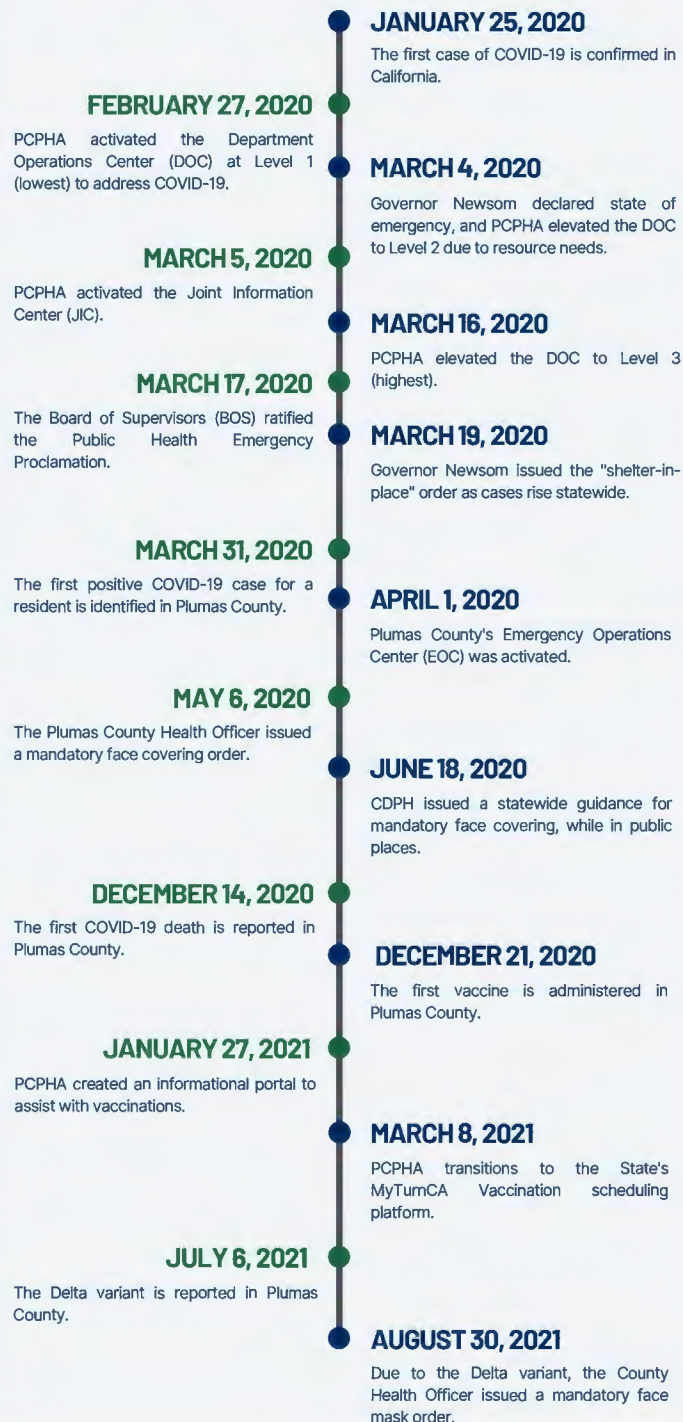 JANUARY 25, 2020
The first case of COVID-19 is confirmed in
California.
FEBRUARY 27, 2020
PCPHA activated the Department
Operations Center (DOC) at Level 1
(lowest) to address COVID-19.
MARCH 4, 2020
Governor Newsom declared state of
emergency, and PCPHA elevated the DOC
to Level 2 due to resource needs.
MARCH 5, 2020
PCPHA activated the Joint Information
Center (JIC).
MARCH 16, 2020
PCPHA elevated the DOC to Level 3
(highest).
MARCH 17, 2020
The Board of Supervisors (BOS) ratified
the Public Health Emergency
Proclamation.
MARCH 19, 2020
Governor Newsom issued the "shelter-in-
place" order as cases rise statewide.
MARCH 31, 2020
The first positive COVID-19 case for a
resident is identified in Plumas County.
APRIL 1, 2020
Plumas County's Emergency Operations
Center (EOC) was activated.
MAY 6, 2020
The Plumas County Health Officer issued
a mandatory face covering order.
JUNE 18, 2020
CDPH issued a statewide guidance for
mandatory face covering, while in public
places.
DECEMBER 14, 2020
The first COVID-19 death is reported in
Plumas County.
DECEMBER 21, 2020
The first vaccine is administered in
Plumas County.
JANUARY 27, 2021
PCPHA created an informational portal to
assist with vaccinations.
MARCH 8, 2021
PCPHA transitions to the State's
MyTurnCA Vaccination scheduling
platform.
JULY 6, 2021
The Delta variant is reported in Plumas
County.
AUGUST 30, 2021
Due to the Delta variant, the County
Health Officer issued a mandatory face
mask order.